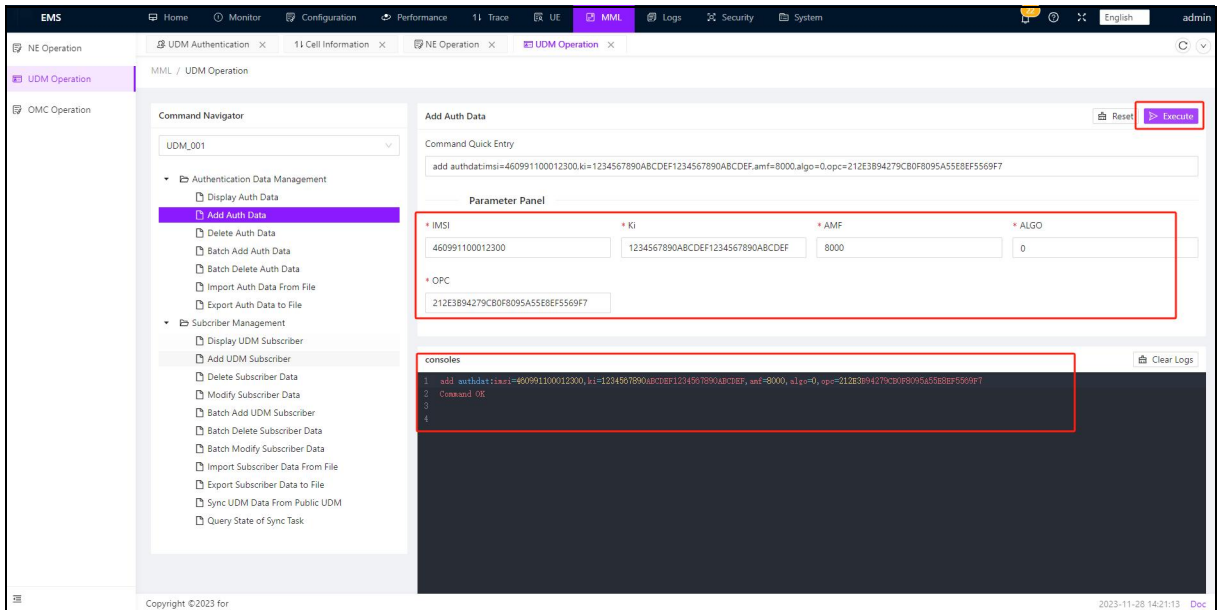 EMS Home Monitor Configuration Performance Trace UE MML Logs Security System 22 English admin
NE Operation
UDM Operation
OMC Operation
UDM Authentication Cell Information NE Operation UDM Operation
MML / UDM Operation
Command Navigator
UDM_001
Authentication Data Management
Display Auth Data
Add Auth Data
Delete Auth Data
Batch Add Auth Data
Batch Delete Auth Data
Import Auth Data From File
Export Auth Data to File
Subcriber Management
Display UDM Subscriber
Add UDM Subscriber
Delete Subscriber Data
Modify Subscriber Data
Batch Add UDM Subscriber
Batch Delete Subscriber Data
Batch Modify Subscriber Data
Import Subscriber Data From File
Export Subscriber Data to File
Sync UDM Data From Public UDM
Query State of Sync Task
Add Auth Data Reset Execute
Command Quick Entry
add authdat:imsi=460991100012300,ki=1234567890ABCDEF1234567890ABCDEF,amf=8000,algo=0,opc=212E3B94279CB0F8095A55E8EF5569F7
Parameter Panel
* IMSI * Ki * AMF * ALGO
460991100012300 1234567890ABCDEF1234567890ABCDEF 8000 0
* OPC
212E3B94279CB0F8095A55E8EF5569F7
consoles Clear Logs
1 add authdat:imsi=460991100012300,ki=1234567890ABCDEF1234567890ABCDEF,amf=8000,algo=0,opc=212E3B94279CB0F8095A55E8EF5569F7
2 Command OK
3
4
Copyright ©2023 for 2023-11-28 14:21:13 Doc